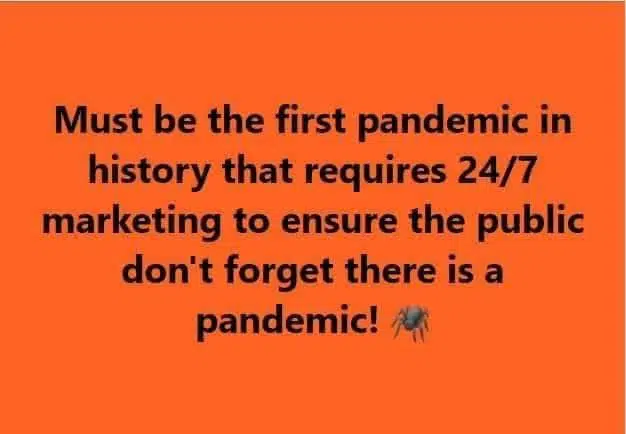 Must be the first pandemic in
history that requires 24/7
marketing to ensure the public
don't forget there is a
pandemic! 🕷